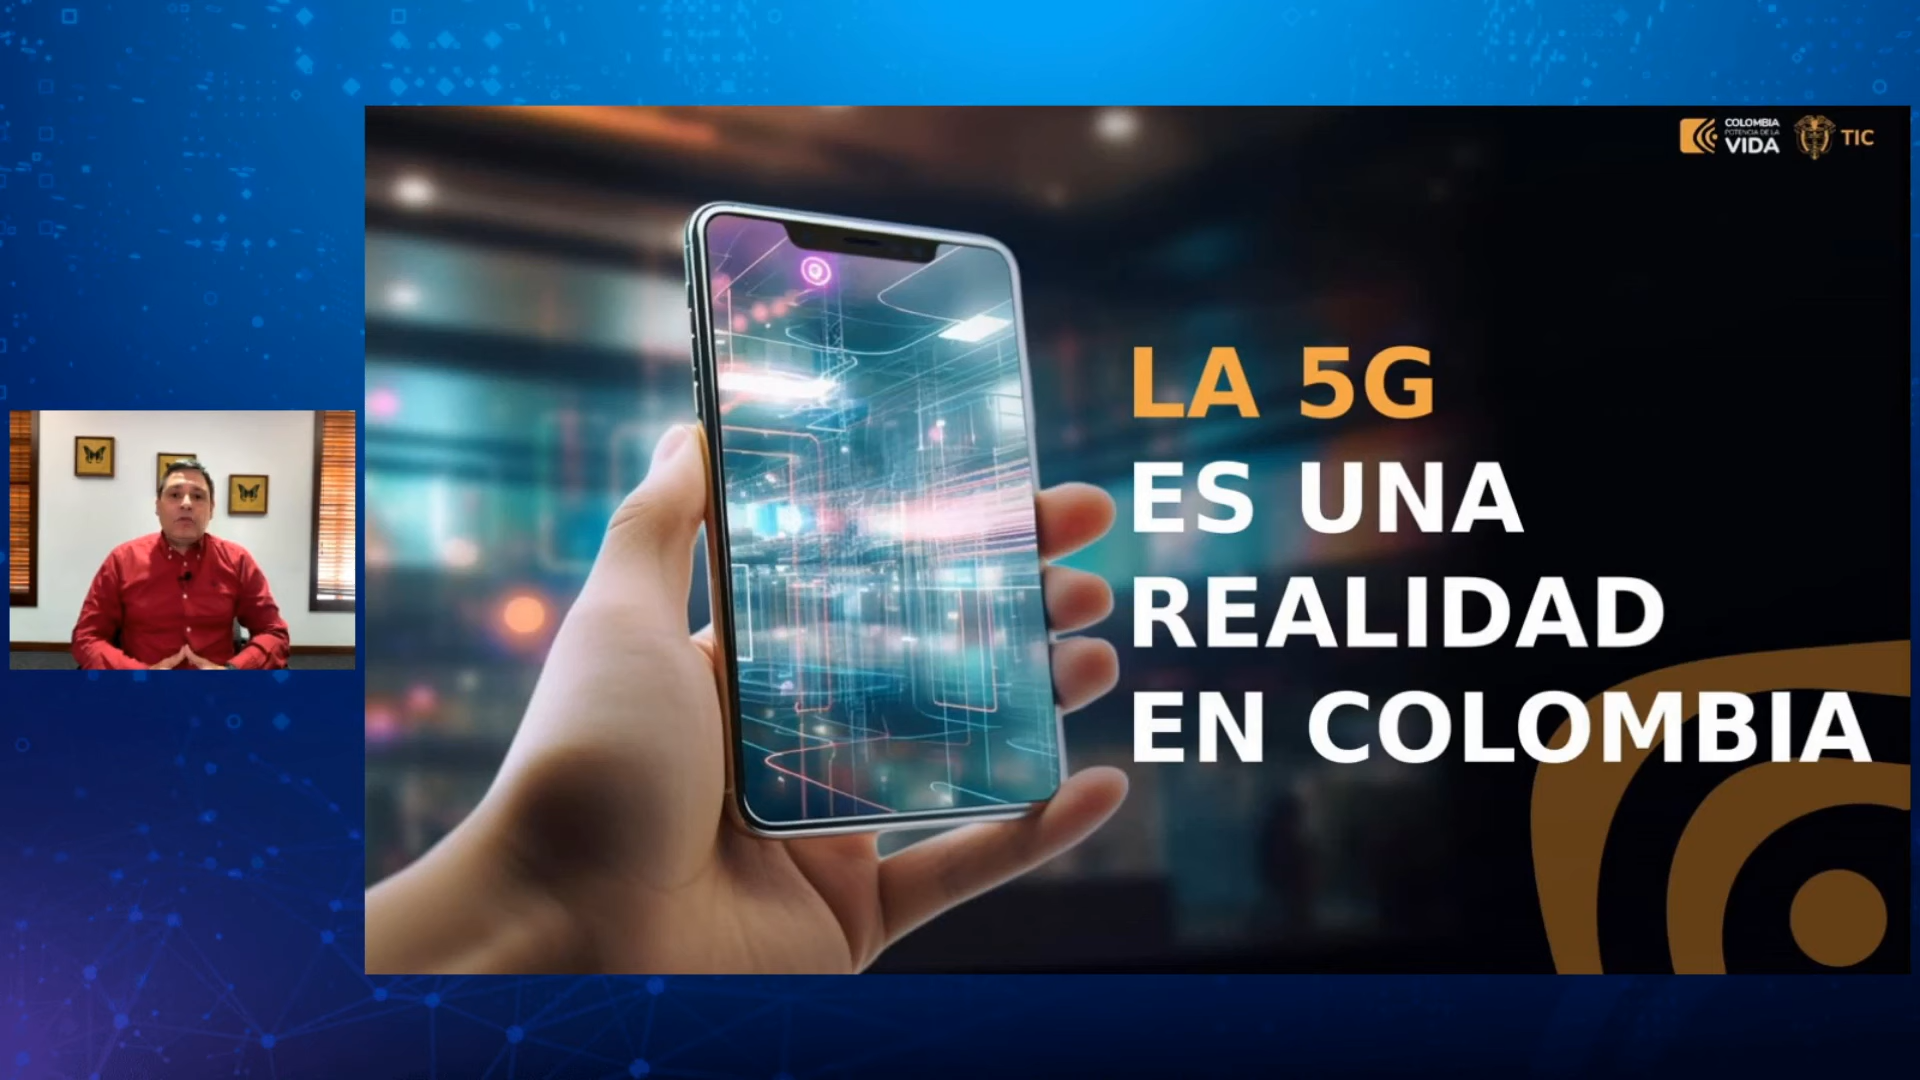 COLOMBIA
POTENCIA DE LA
VIDA
TIC
LA 5G
ES UNA
REALIDAD
EN COLOMBIA